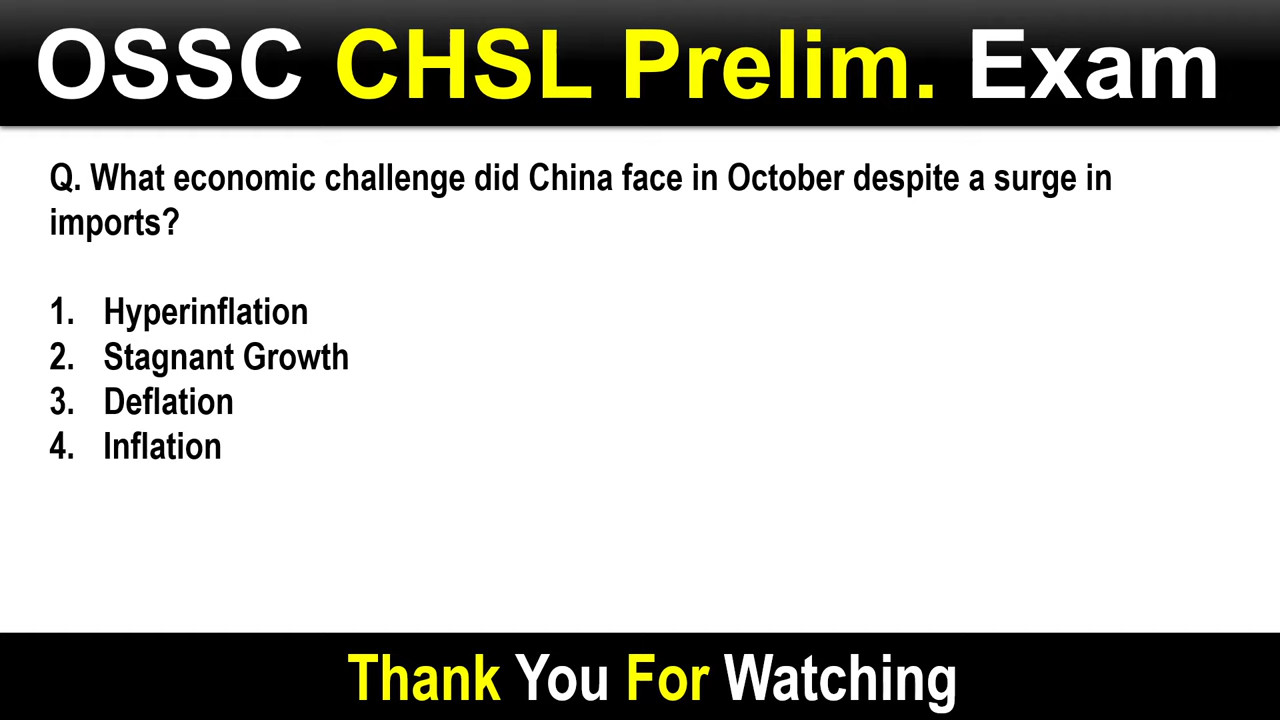 OSSC CHSL Prelim. Exam
Q. What economic challenge did China face in October despite a surge in
imports?
1. Hyperinflation
2. Stagnant Growth
3. Deflation
4. Inflation
Thank You For Watching